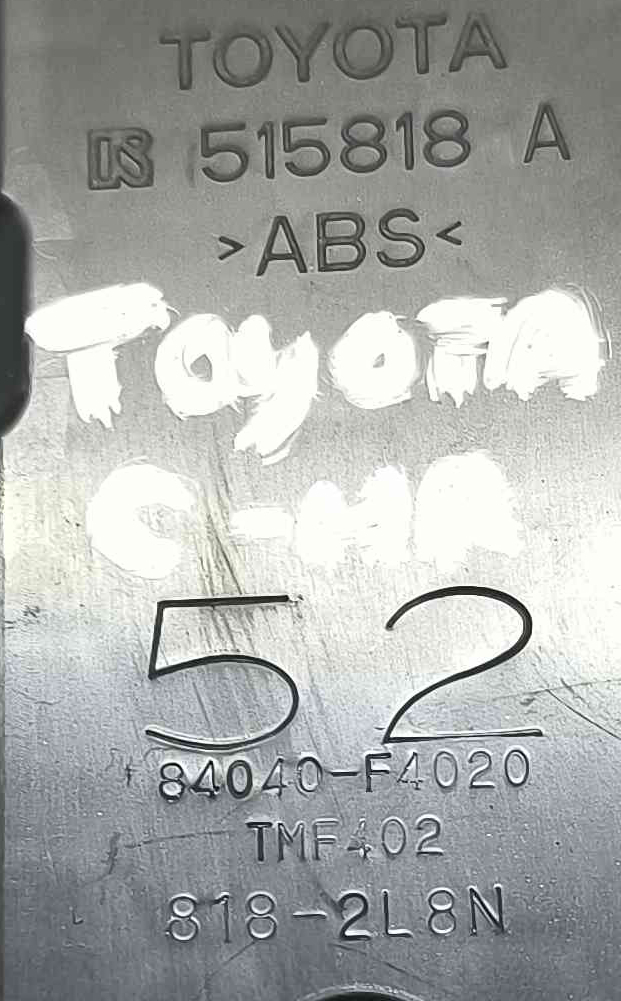 TOYOTA
515818 A
>ABS<
TOYOTA
C-HR
52
84040-F4020
TMF402
818-2L8N